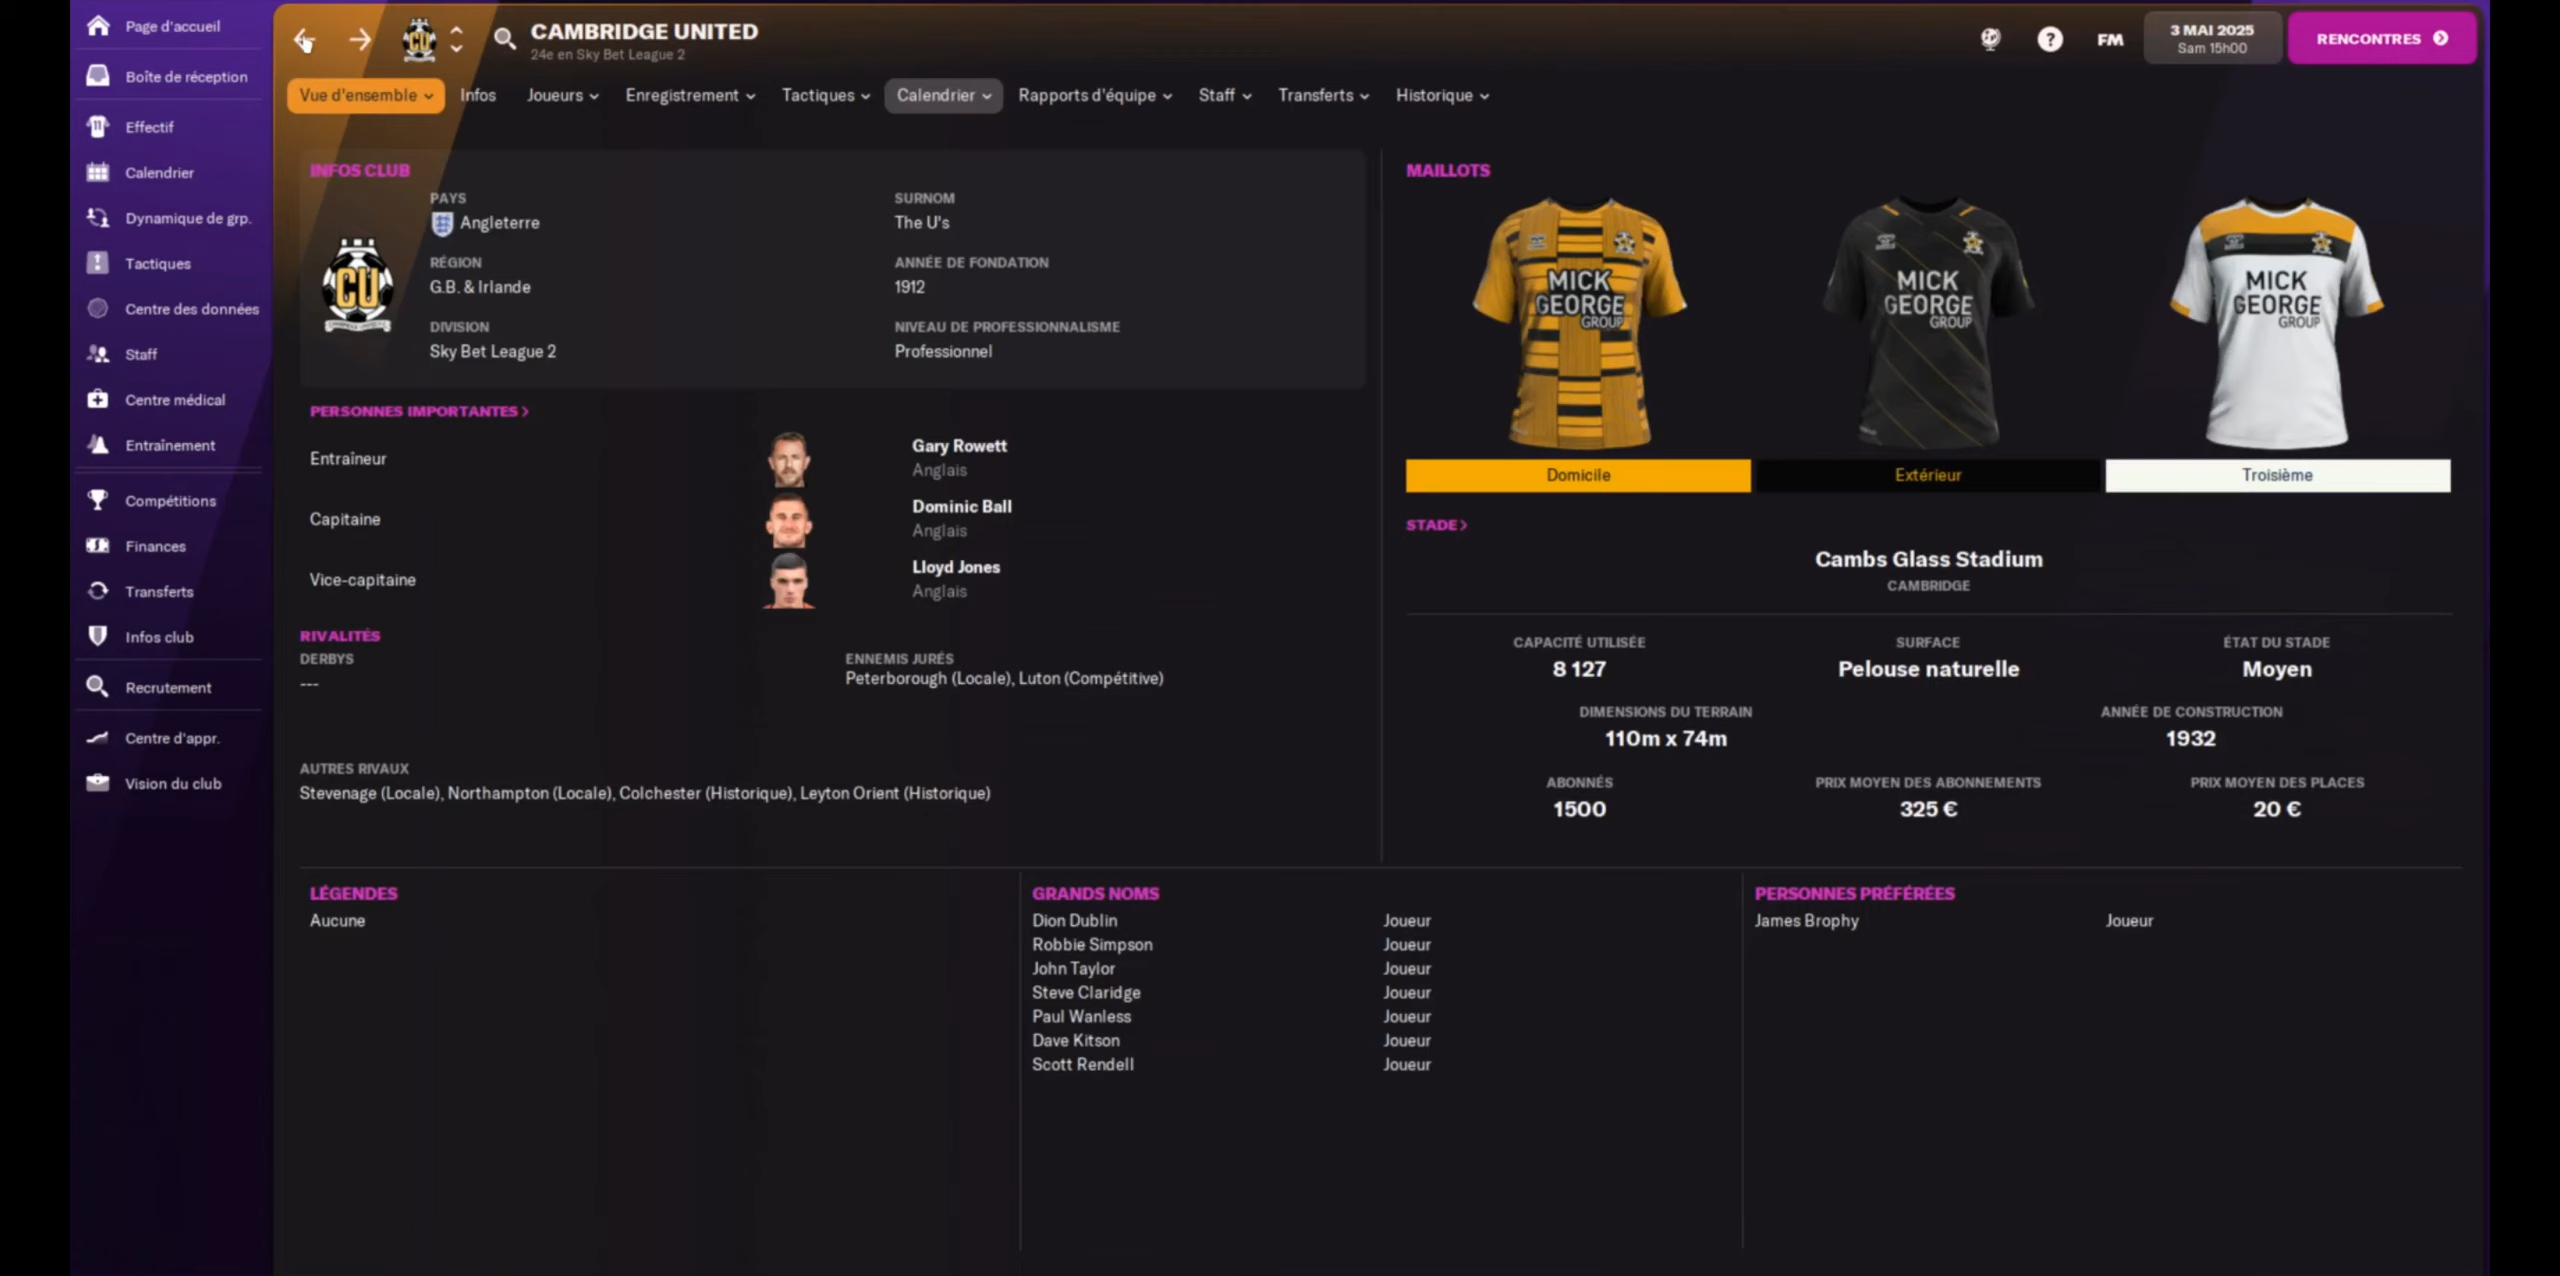 Page d'accueil
Boîte de réception
Effectif
Calendrier
Dynamique de grp.
Tactiques
Centre des données
Staff
Centre médical
Entraînement
Compétitions
Finances
Transferts
Infos club
Recrutement
Centre d'appr.
Vision du club
CU
CAMBRIDGE UNITED
24e en Sky Bet League 2
?
FM
3 MAI 2025
Sam 15h00
RENCONTRES
Vue d'ensemble
Infos
Joueurs
Enregistrement
Tactiques
Calendrier
Rapports d'équipe
Staff
Transferts
Historique
INFOS CLUB
CU
PAYS
Angleterre
SURNOM
The U's
RÉGION
G.B. & Irlande
ANNÉE DE FONDATION
1912
DIVISION
Sky Bet League 2
NIVEAU DE PROFESSIONNALISME
Professionnel
PERSONNES IMPORTANTES >
Entraîneur
Gary Rowett
Anglais
Capitaine
Dominic Ball
Anglais
Vice-capitaine
Lloyd Jones
Anglais
RIVALITÉS
DERBYS
---
ENNEMIS JURÉS
Peterborough (Locale), Luton (Compétitive)
AUTRES RIVAUX
Stevenage (Locale), Northampton (Locale), Colchester (Historique), Leyton Orient (Historique)
MAILLOTS
MICK
GEORGE
GROUP
MICK
GEORGE
GROUP
MICK
GEORGE
GROUP
Domicile
Extérieur
Troisième
STADE >
Cambs Glass Stadium
CAMBRIDGE
CAPACITÉ UTILISÉE
8 127
SURFACE
Pelouse naturelle
ÉTAT DU STADE
Moyen
DIMENSIONS DU TERRAIN
110m x 74m
ANNÉE DE CONSTRUCTION
1932
ABONNÉS
1500
PRIX MOYEN DES ABONNEMENTS
325 €
PRIX MOYEN DES PLACES
20 €
LÉGENDES
Aucune
GRANDS NOMS
Dion Dublin Joueur
Robbie Simpson Joueur
John Taylor Joueur
Steve Claridge Joueur
Paul Wanless Joueur
Dave Kitson Joueur
Scott Rendell Joueur
PERSONNES PRÉFÉRÉES
James Brophy Joueur